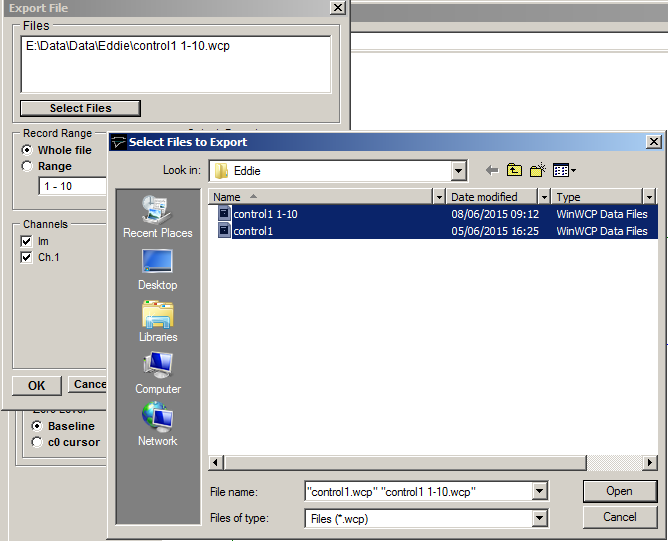 Export File
Files
E:\Data\Data\Eddie\control1 1-10.wcp
Select Files
Record Range
Whole file
Range
1 - 10
Channels
Im
Ch.1
OK
Cance
Baseline
c0 cursor
Select Files to Export
Look in:
Eddie
Name
Date modified
Type
control1 1-10
08/06/2015 09:12
WinWCP Data Files
control1
05/06/2015 16:25
WinWCP Data Files
Recent Places
Desktop
Libraries
Computer
Network
File name:
"control1.wcp" "control1 1-10.wcp"
Open
Files of type:
Files (*.wcp)
Cancel